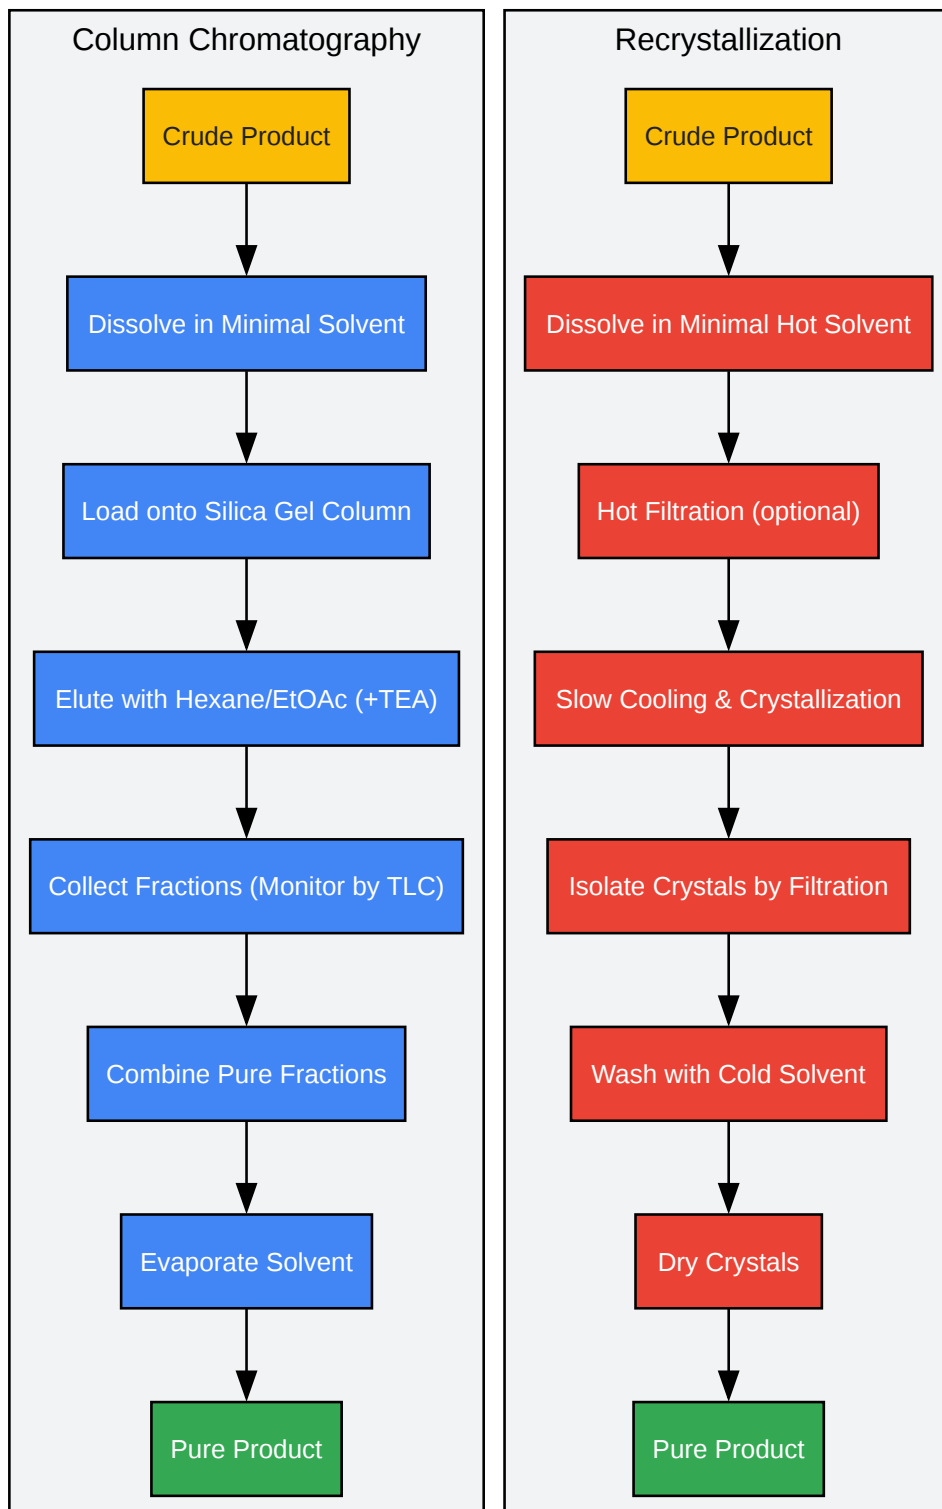 Column Chromatography
Crude Product
Dissolve in Minimal Solvent
Load onto Silica Gel Column
Elute with Hexane/EtOAc (+TEA)
Collect Fractions (Monitor by TLC)
Combine Pure Fractions
Evaporate Solvent
Pure Product
Recrystallization
Crude Product
Dissolve in Minimal Hot Solvent
Hot Filtration (optional)
Slow Cooling & Crystallization
Isolate Crystals by Filtration
Wash with Cold Solvent
Dry Crystals
Pure Product